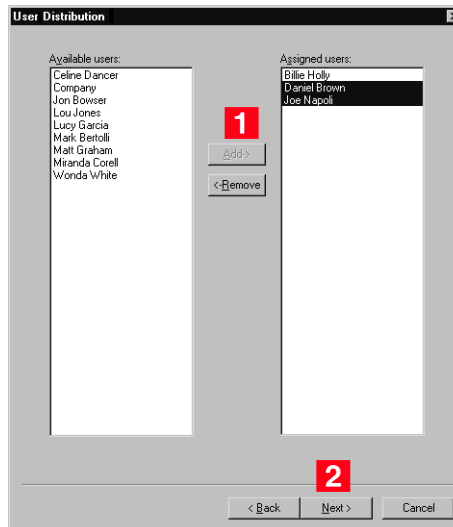 User Distribution
Available users:
Celine Dancer
Company
Jon Bowser
Lou Jones
Lucy Garcia
Mark Bertolli
Matt Graham
Miranda Corell
Wonda White
1
Add->
<-Remove
Assigned users:
Billie Holly
Daniel Brown
Joe Napoli
2
< Back
Next >
Cancel